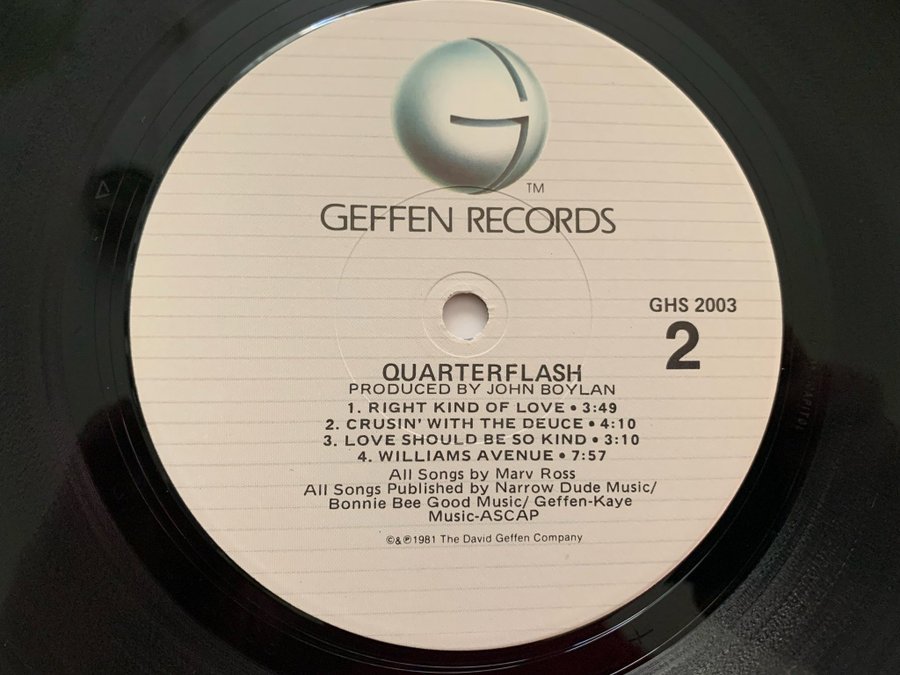 TM
GEFFEN RECORDS
GHS 2003
2
QUARTERFLASH
PRODUCED BY JOHN BOYLAN
1. RIGHT KIND OF LOVE • 3:49
2. CRUSIN' WITH THE DEUCE • 4:10
3. LOVE SHOULD BE SO KIND • 3:10
4. WILLIAMS AVENUE • 7:57
All Songs by Marv Ross
All Songs Published by Narrow Dude Music/
Bonnie Bee Good Music/ Geffen-Kaye
Music-ASCAP
©&℗1981 The David Geffen Company